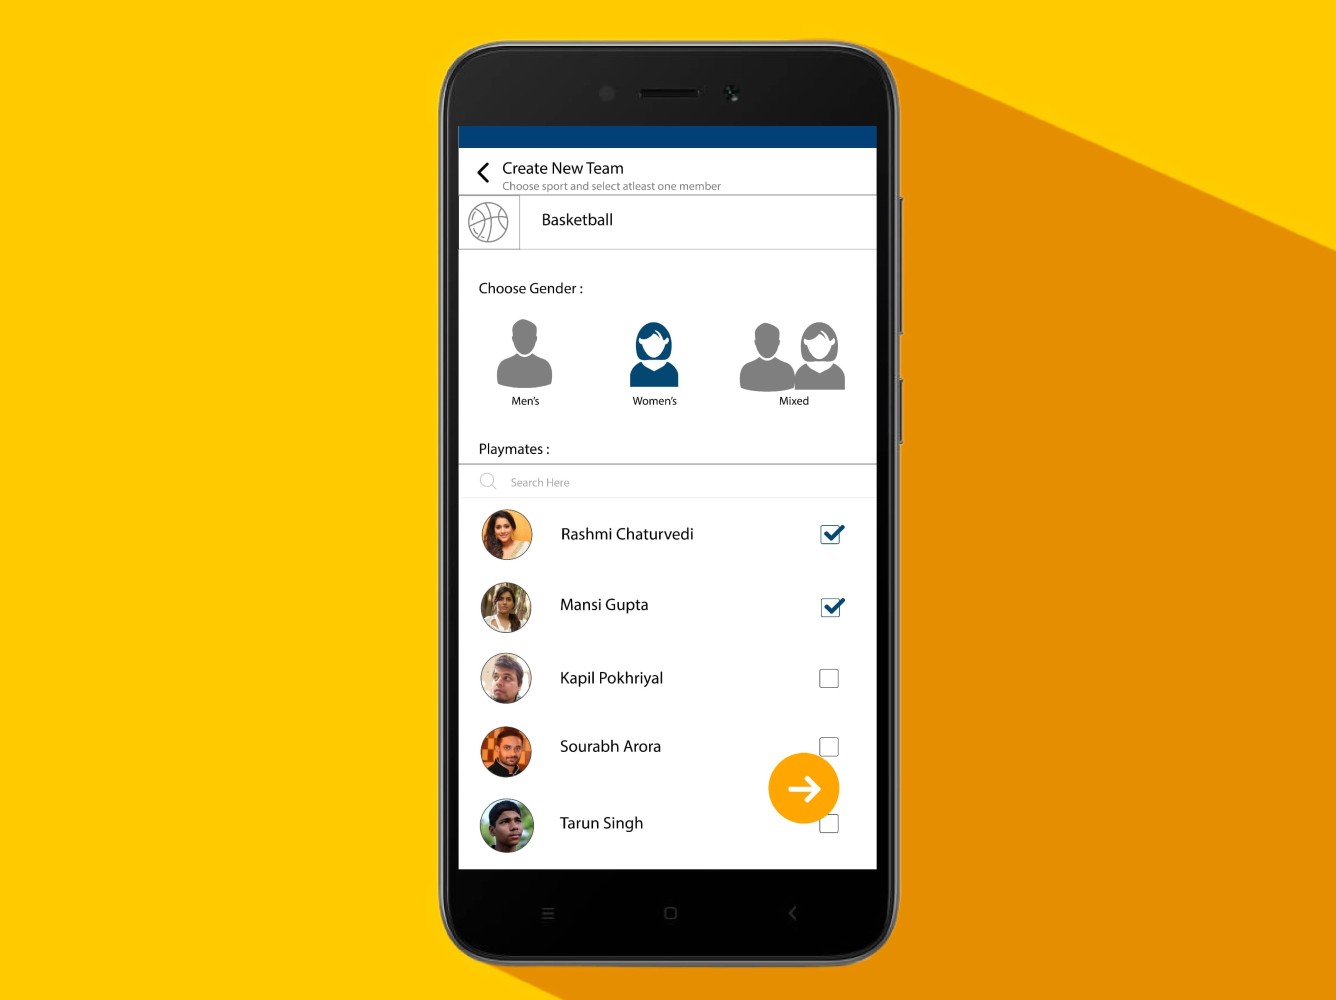 Create New Team
Choose sport and select atleast one member
Basketball
Choose Gender :
Men's
Women's
Mixed
Playmates :
Search Here
Rashmi Chaturvedi
Mansi Gupta
Kapil Pokhriyal
Sourabh Arora
Tarun Singh